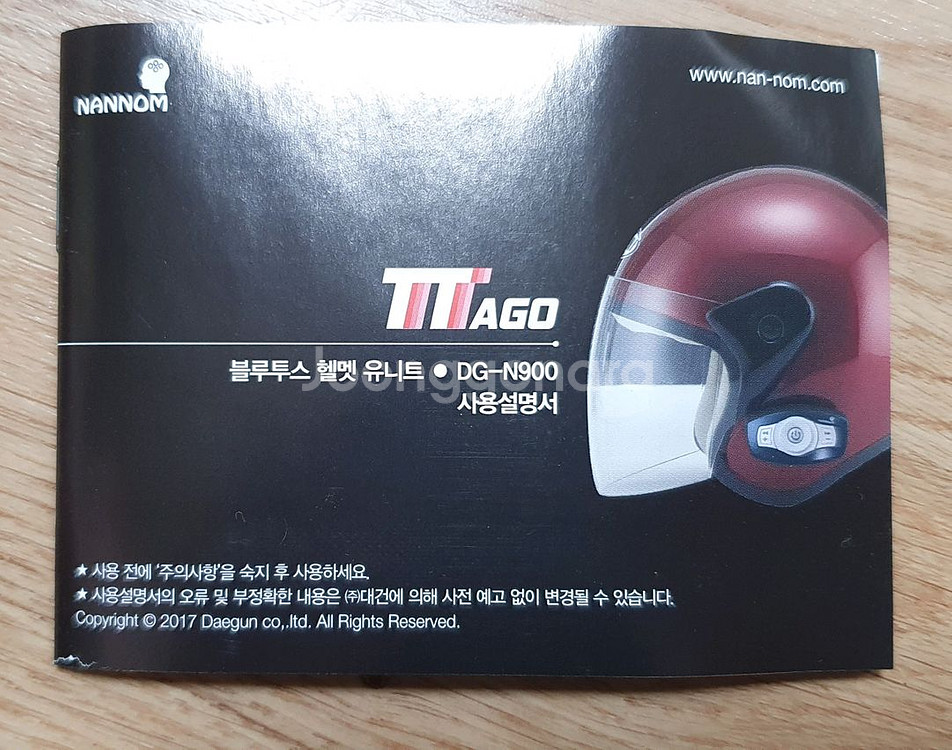 NANNOM
www.nan-nom.com
TTTAGO
블루투스 헬멧 유니트 ● DG-N900
사용설명서
Joonggonara
★ 사용 전에 '주의사항'을 숙지 후 사용하세요.
★ 사용설명서의 오류 및 부정확한 내용은 ㈜대건에 의해 사전 예고 없이 변경될 수 있습니다.
Copyright © 2017 Daegun co,.ltd. All Rights Reserved.